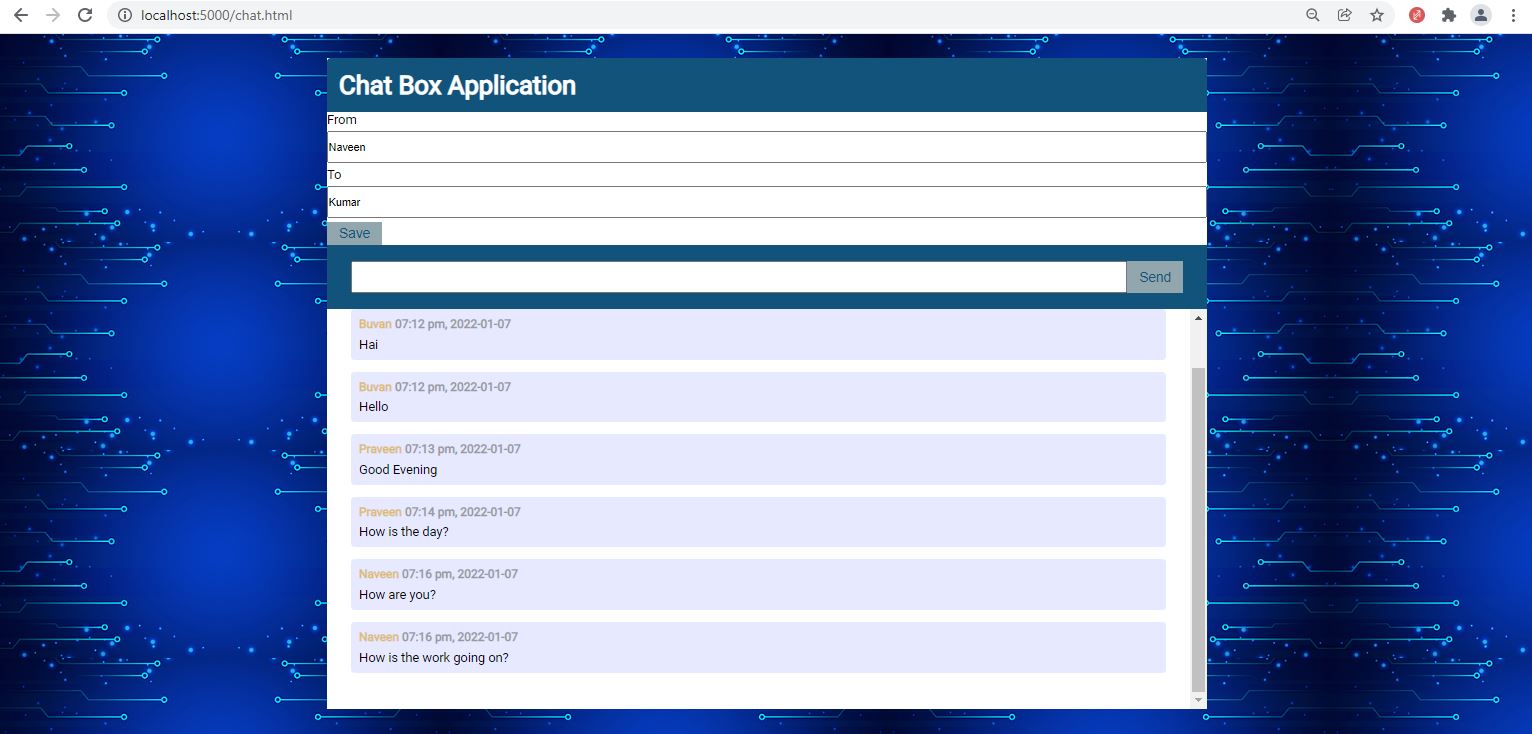 localhost:5000/chat.html
Chat Box Application
From
Naveen
To
Kumar
Save
Send
Buvan 07:12 pm, 2022-01-07
Hai
Buvan 07:12 pm, 2022-01-07
Hello
Praveen 07:13 pm, 2022-01-07
Good Evening
Praveen 07:14 pm, 2022-01-07
How is the day?
Naveen 07:16 pm, 2022-01-07
How are you?
Naveen 07:16 pm, 2022-01-07
How is the work going on?